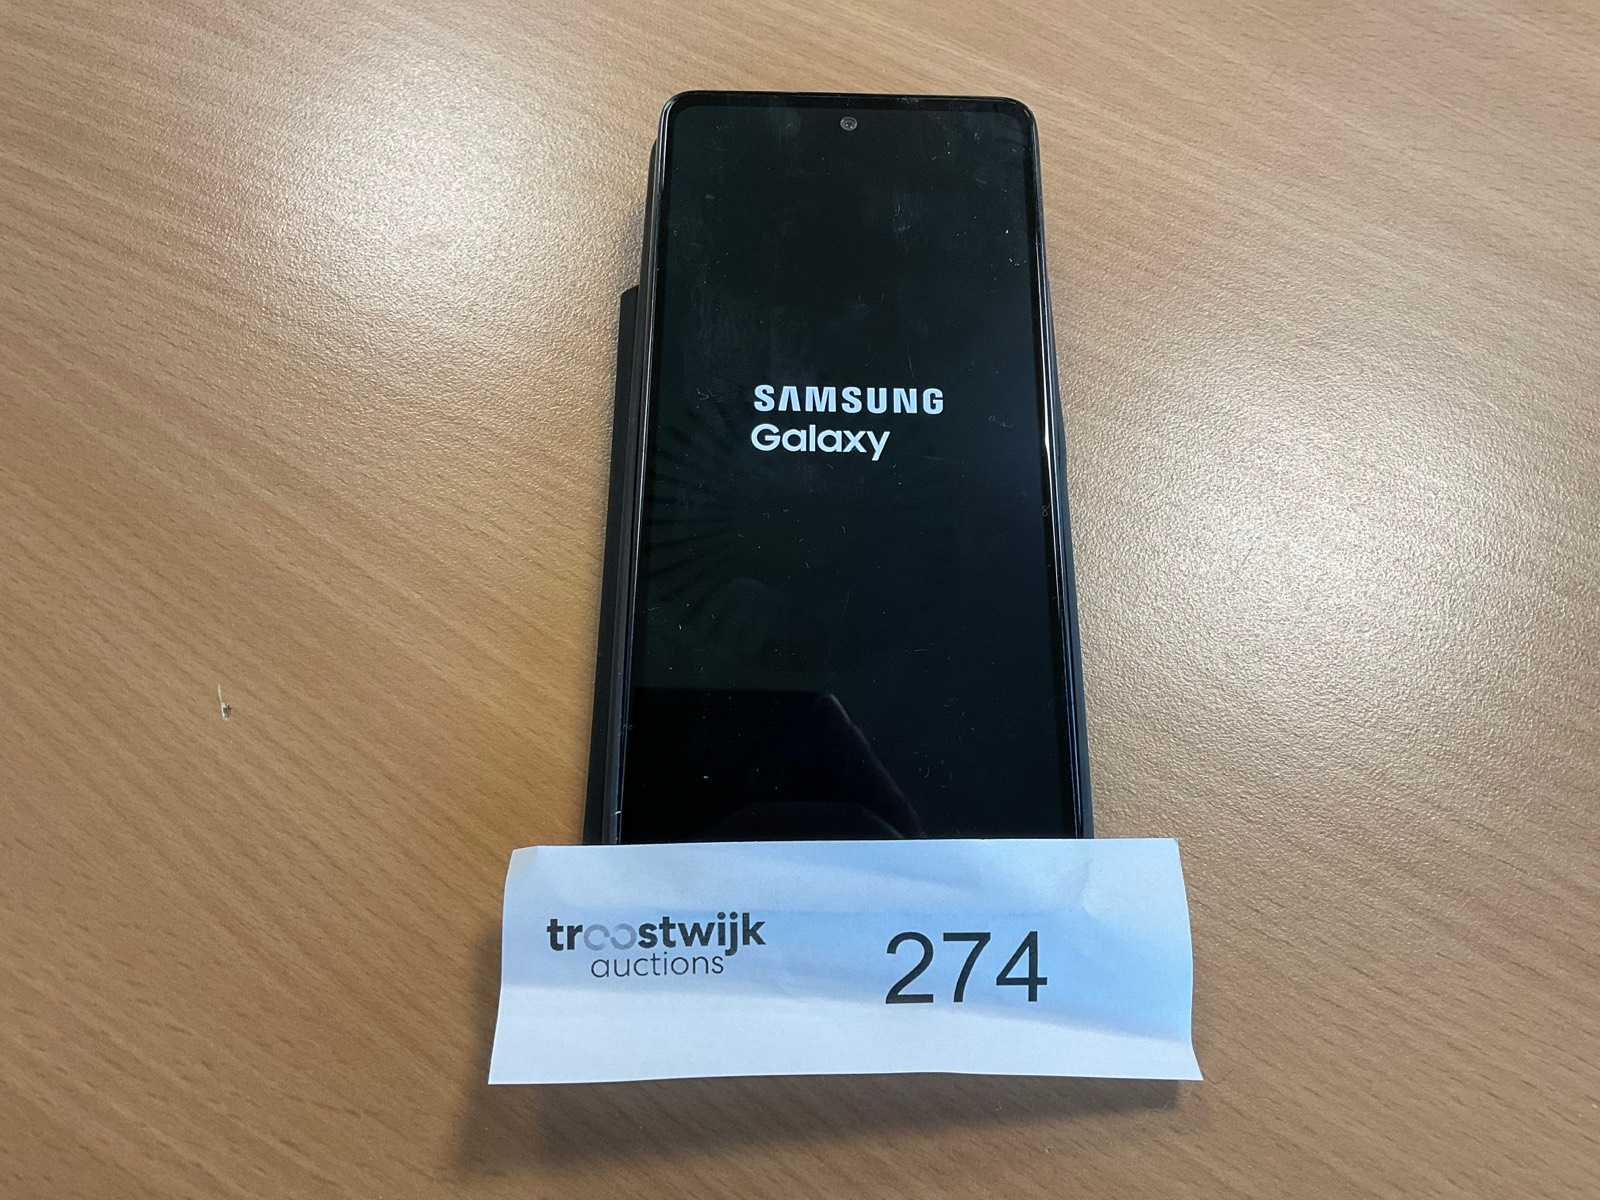 SAMSUNG
Galaxy
troostwijk
auctions
274